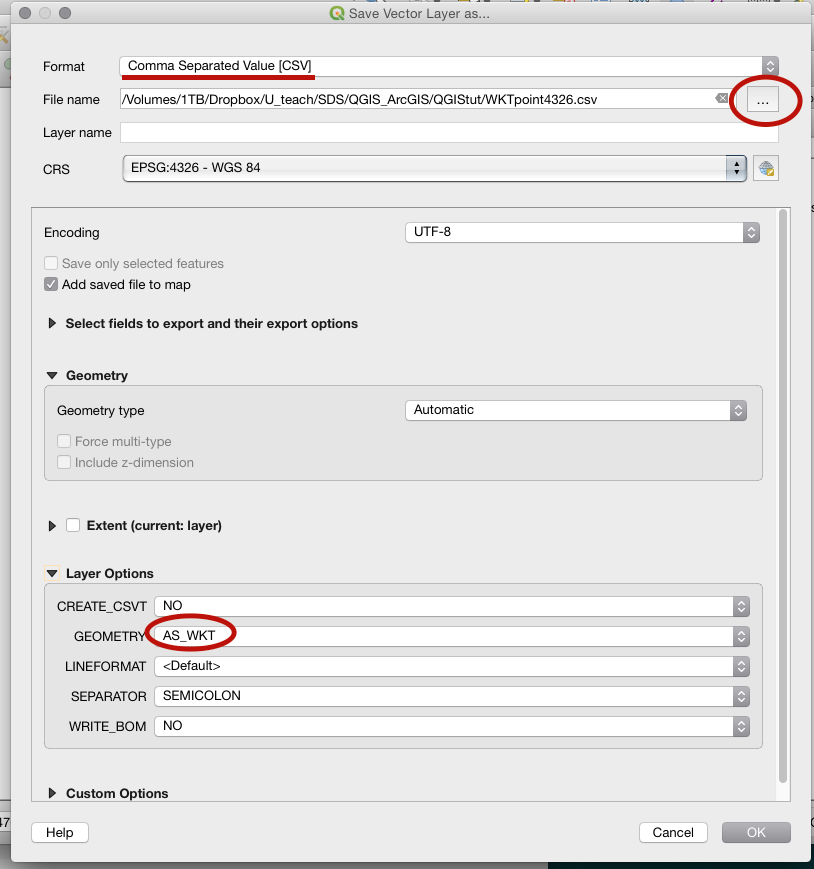 Save Vector Layer as...
Format Comma Separated Value [CSV]
File name /Volumes/1TB/Dropbox/U_teach/SDS/QGIS_ArcGIS/QGIStut/WKTpoint4326.csv ...
Layer name
CRS EPSG:4326 - WGS 84
Encoding UTF-8
Save only selected features
Add saved file to map
Select fields to export and their export options
Geometry
Geometry type Automatic
Force multi-type
Include z-dimension
Extent (current: layer)
Layer Options
CREATE_CSVT NO
GEOMETRY AS_WKT
LINEFORMAT <Default>
SEPARATOR SEMICOLON
WRITE_BOM NO
Custom Options
Help Cancel OK